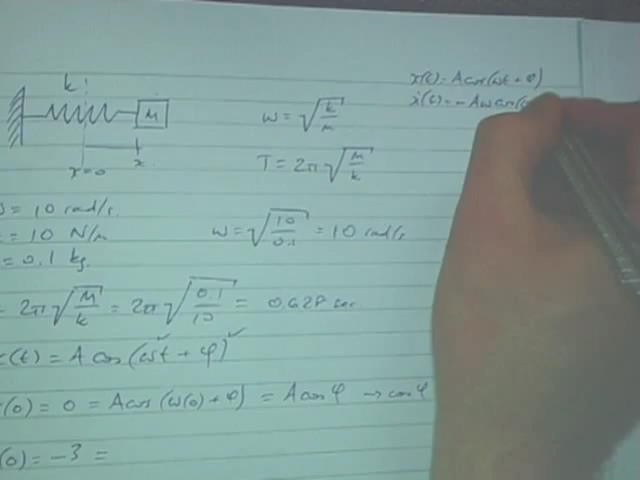 k
M
x=0
x
ω = √(k/m)
T = 2π √(M/k)
x(t) = A cos(ωt + φ)
ẋ(t) = -Aω
= 10 rad/s.
= 10 N/m
= 0.1 kg.
ω = √(10/0.1) = 10 rad/s
= 2π √(M/k) = 2π √(0.1/10) = 0.628 sec
(t) = A cos(ωt + φ)
(0) = 0 = A cos(ω(0) + φ) = A cos φ → cos φ
(0) = -3 =